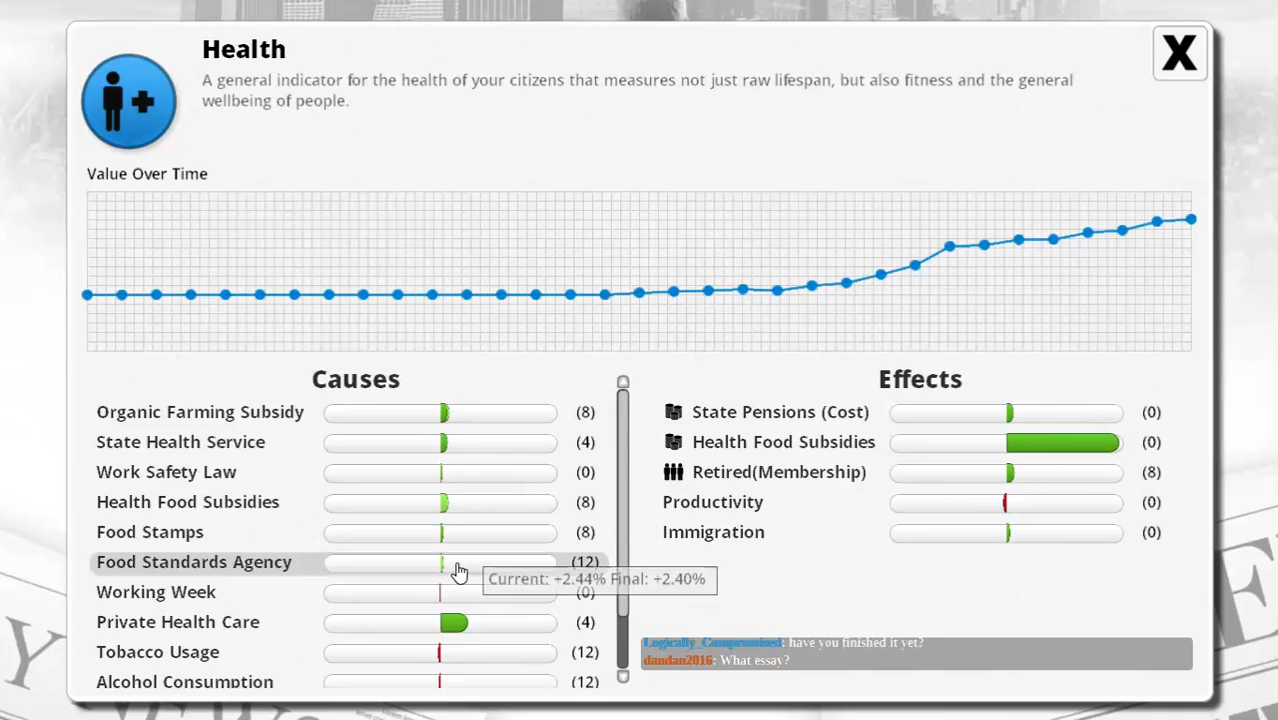 Health
X
A general indicator for the health of your citizens that measures not just raw lifespan, but also fitness and the general
wellbeing of people.
Value Over Time
Causes
Organic Farming Subsidy (8)
State Health Service (4)
Work Safety Law (0)
Health Food Subsidies (8)
Food Stamps (8)
Food Standards Agency (12)
Current: +2.44% Final: +2.40%
Working Week (0)
Private Health Care (4)
Tobacco Usage (12)
Alcohol Consumption (12)
Effects
State Pensions (Cost) (0)
Health Food Subsidies (0)
Retired(Membership) (8)
Productivity (0)
Immigration (0)
Logically_Compromised: have you finished it yet?
dandan2016: What essay?